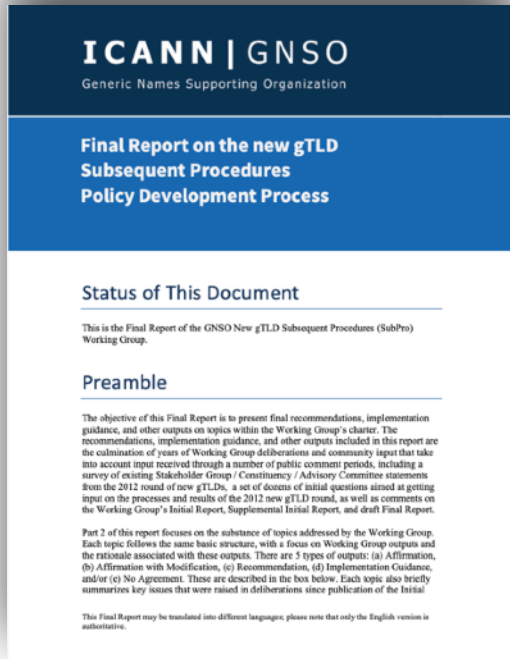 ICANN | GNSO
Generic Names Supporting Organization
Final Report on the new gTLD
Subsequent Procedures
Policy Development Process
Status of This Document
This is the Final Report of the GNSO New gTLD Subsequent Procedures (SubPro)
Working Group.
Preamble
The objective of this Final Report is to present final recommendations, implementation
guidance, and other outputs on topics within the Working Group's charter. The
recommendations, implementation guidance, and other outputs included in this report are
the culmination of years of Working Group deliberations and community input that take
into account input received through a number of public comment periods, including a
survey of existing Stakeholder Group / Constituency / Advisory Committee statements
from the 2012 round of new gTLDs, a set of dozens of initial questions aimed at getting
input on the processes and results of the 2012 new gTLD round, as well as comments on
the Working Group's Initial Report, Supplemental Initial Report, and draft Final Report.
Part 2 of this report focuses on the substance of topics addressed by the Working Group.
Each topic follows the same basic structure, with a focus on Working Group outputs and
the rationale associated with these outputs. There are 5 types of outputs: (a) Affirmation,
(b) Affirmation with Modification, (c) Recommendation, (d) Implementation Guidance,
and/or (e) No Agreement. These are described in the box below. Each topic also briefly
summarizes key issues that were raised in deliberations since publication of the Initial
This Final Report may be translated into different languages; please note that only the English version is
authoritative.